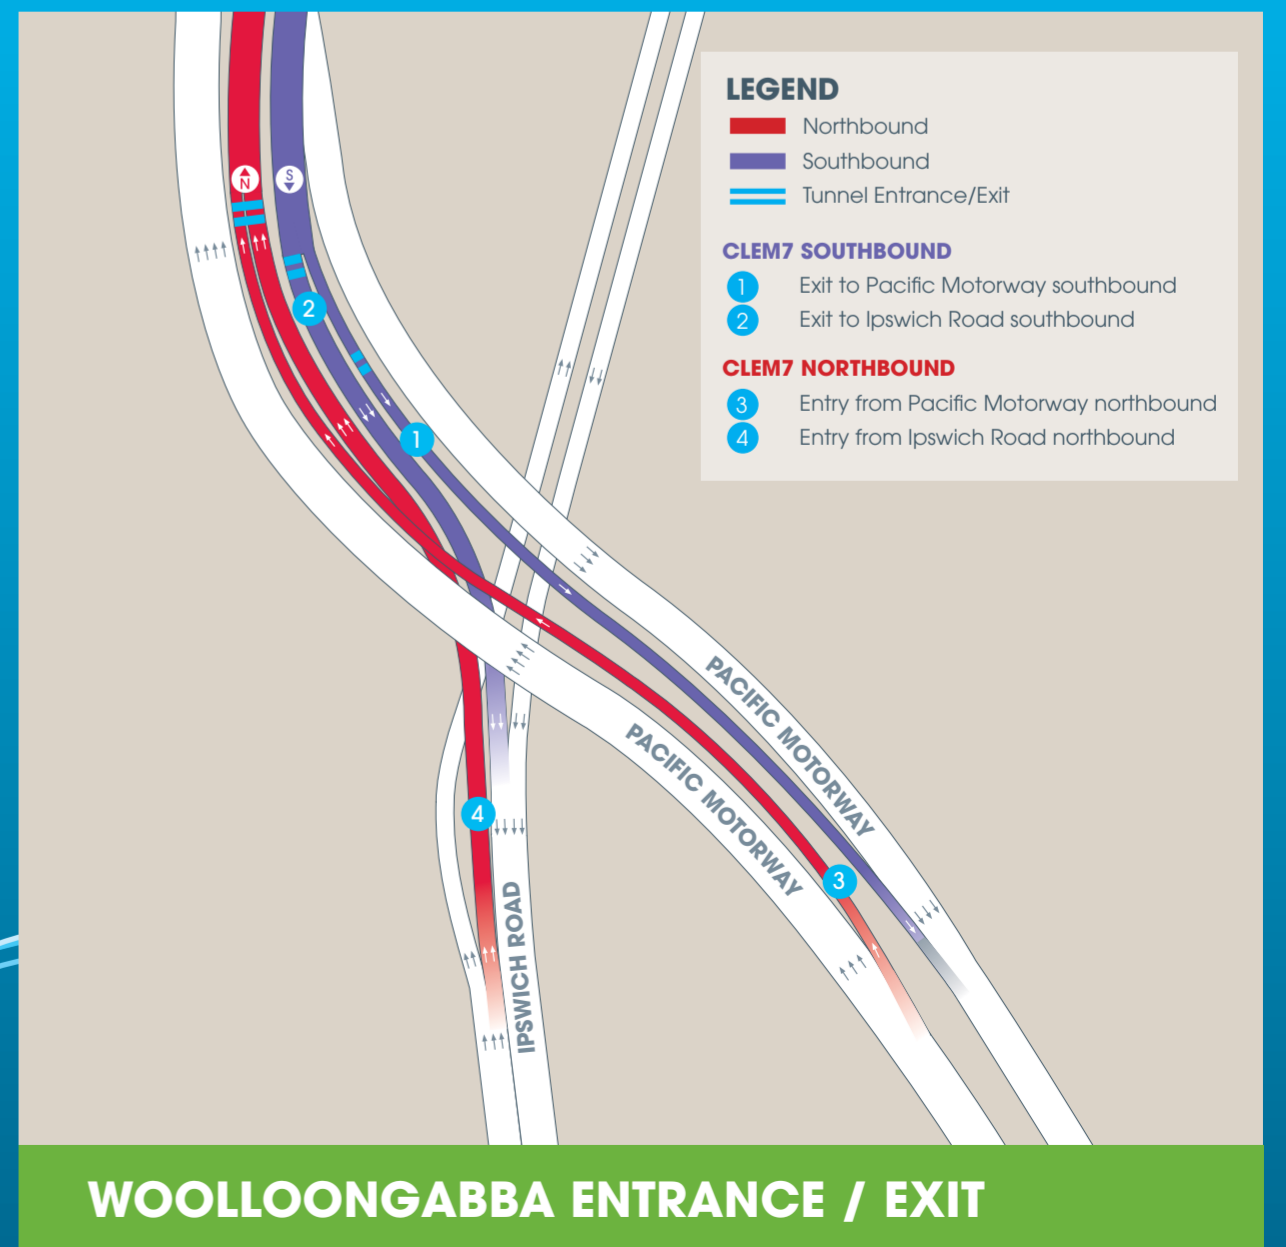 LEGEND
Northbound
Southbound
Tunnel Entrance/Exit
CLEM7 SOUTHBOUND
1 Exit to Pacific Motorway southbound
2 Exit to Ipswich Road southbound
CLEM7 NORTHBOUND
3 Entry from Pacific Motorway northbound
4 Entry from Ipswich Road northbound
N
S
2
1
PACIFIC MOTORWAY
PACIFIC MOTORWAY
4
3
IPSWICH ROAD
WOOLLOONGABBA ENTRANCE / EXIT